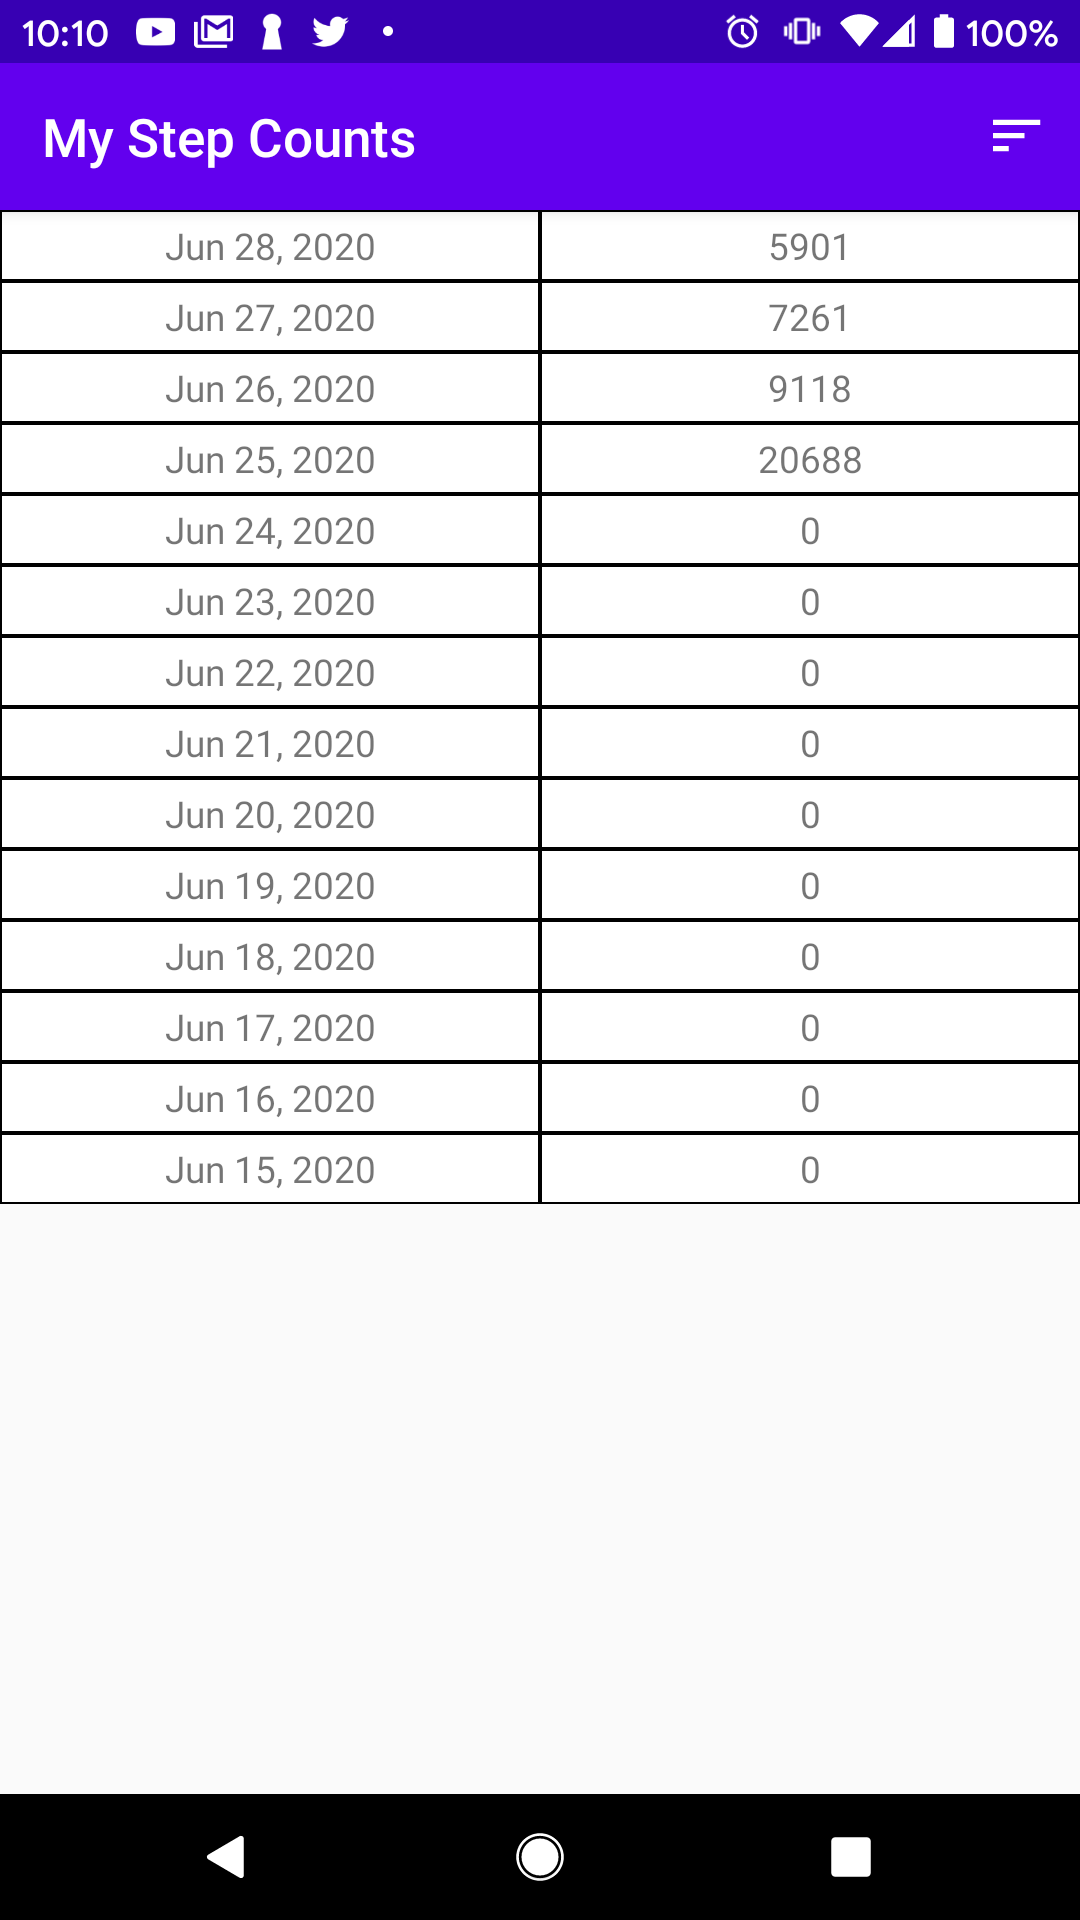 10:10 100%
My Step Counts
Jun 28, 2020 5901
Jun 27, 2020 7261
Jun 26, 2020 9118
Jun 25, 2020 20688
Jun 24, 2020 0
Jun 23, 2020 0
Jun 22, 2020 0
Jun 21, 2020 0
Jun 20, 2020 0
Jun 19, 2020 0
Jun 18, 2020 0
Jun 17, 2020 0
Jun 16, 2020 0
Jun 15, 2020 0